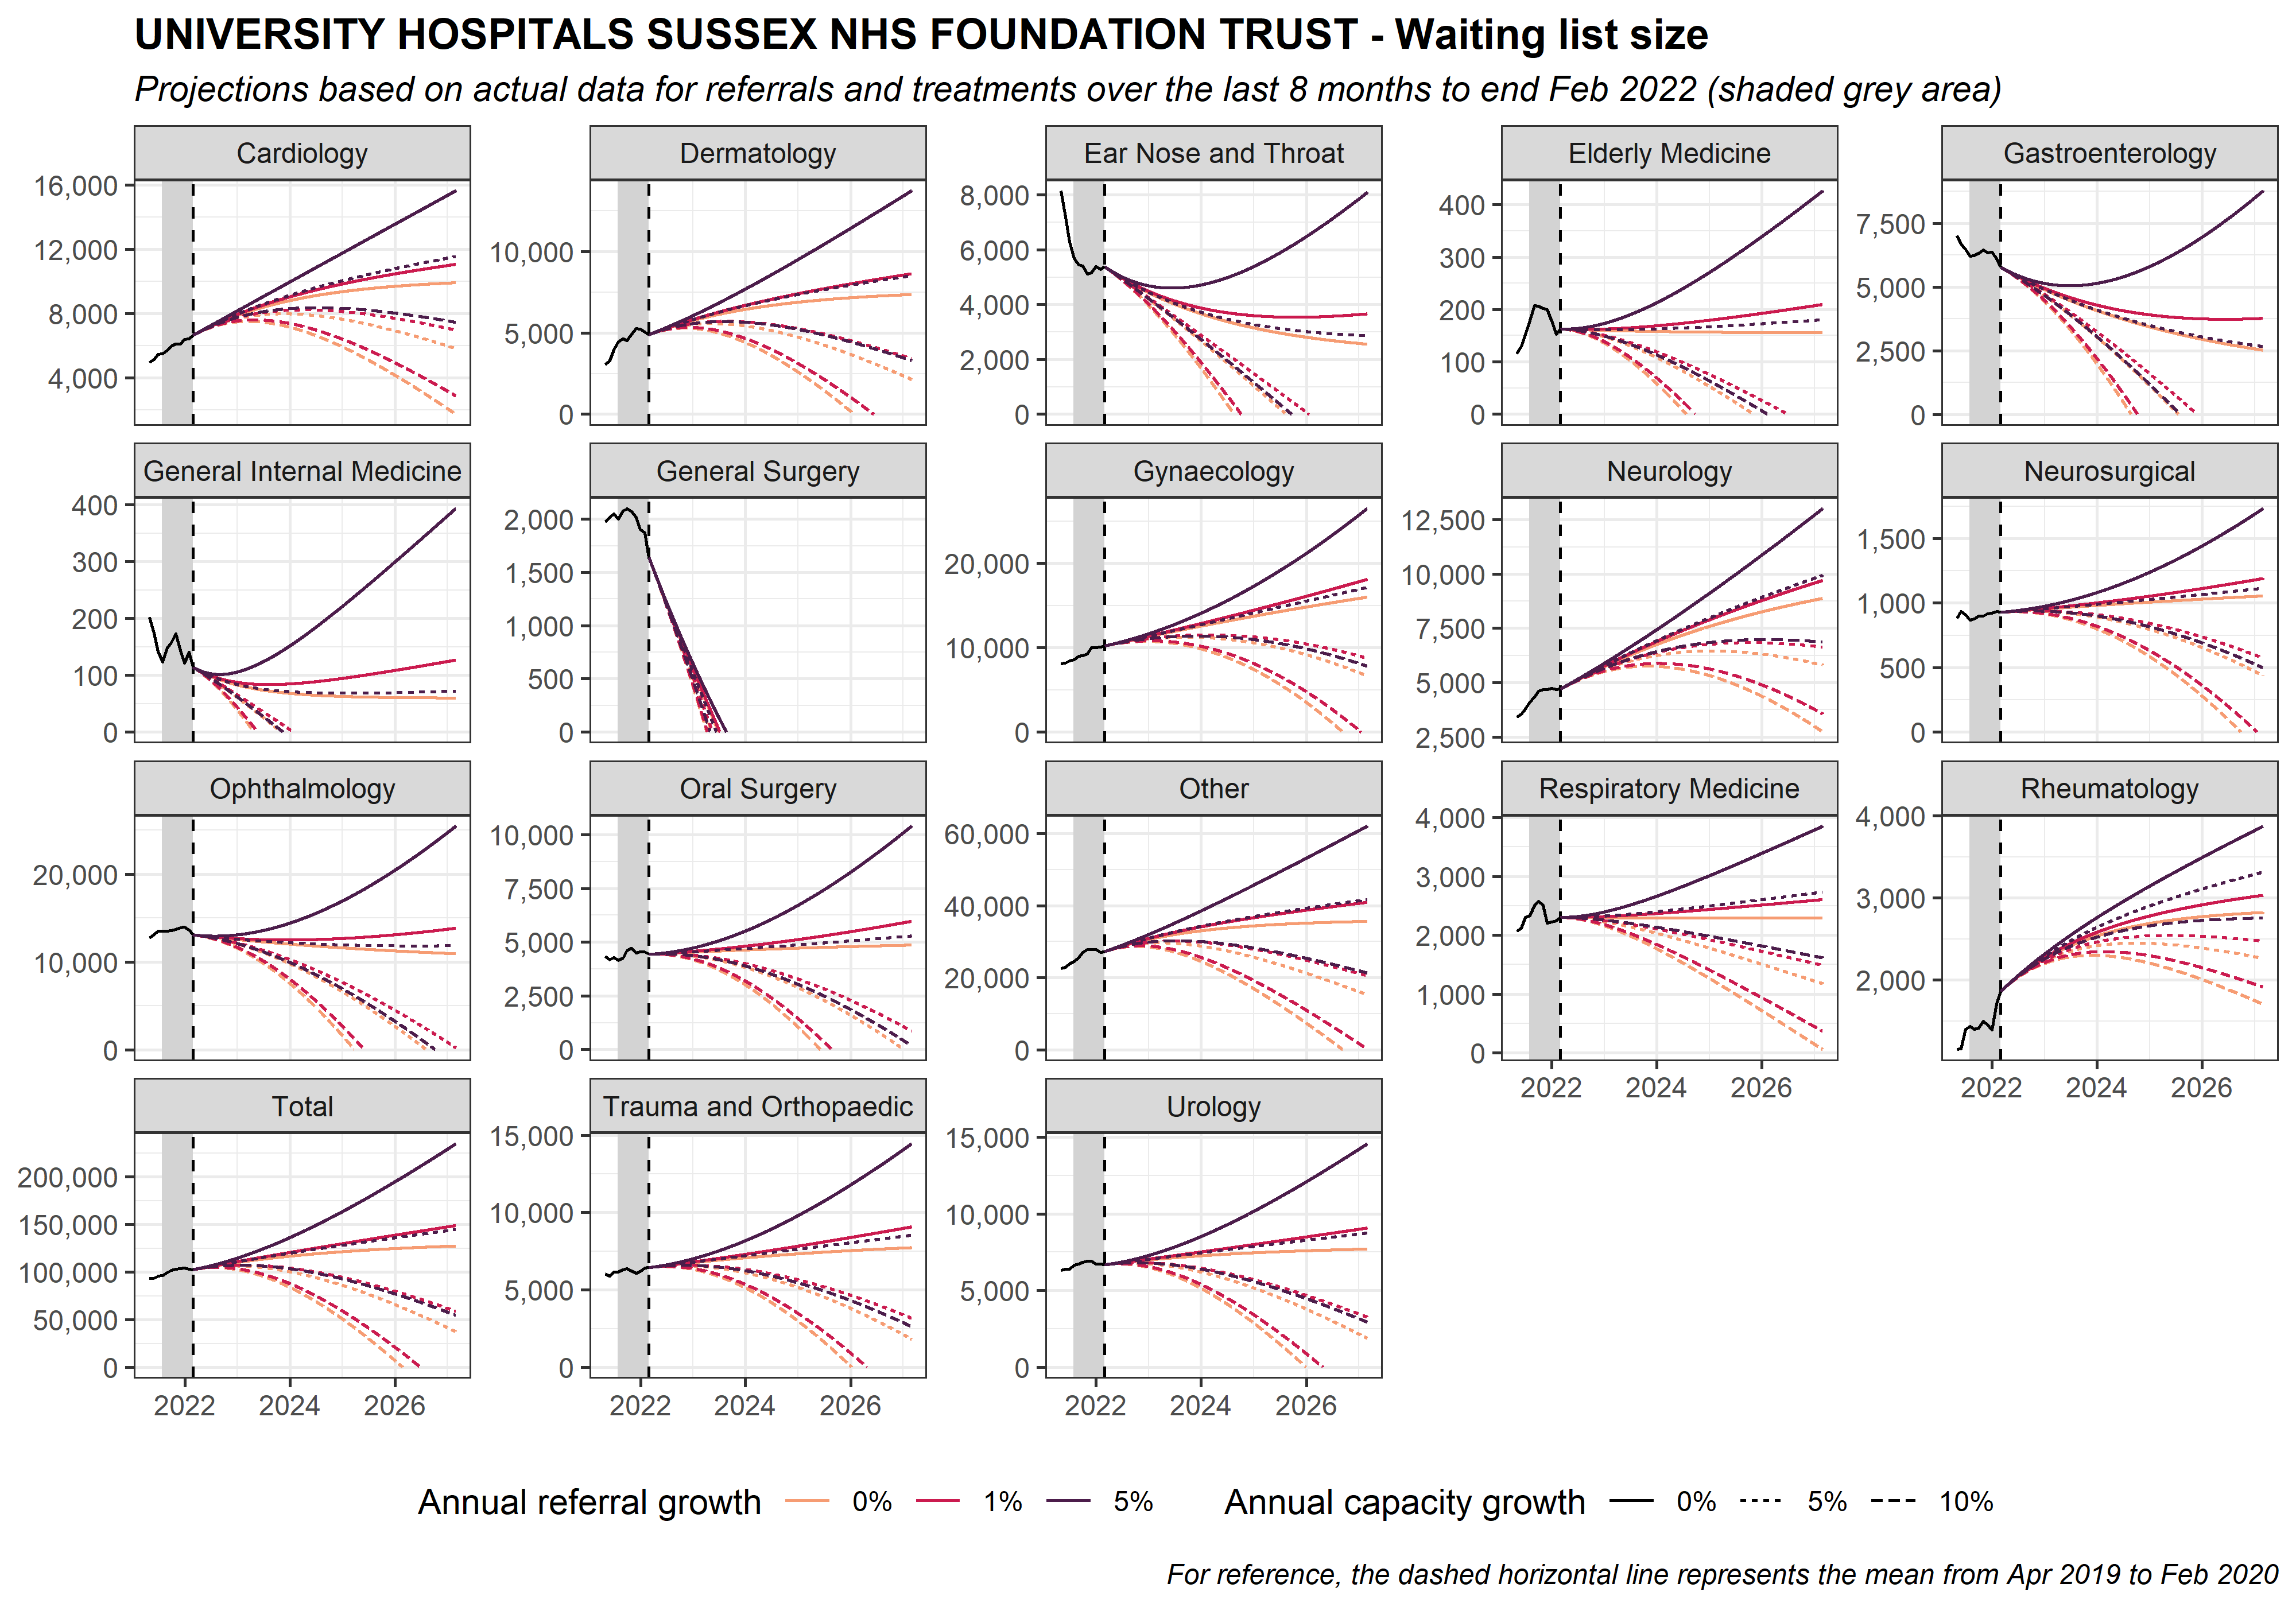 UNIVERSITY HOSPITALS SUSSEX NHS FOUNDATION TRUST - Waiting list size
Projections based on actual data for referrals and treatments over the last 8 months to end Feb 2022 (shaded grey area)
Cardiology
16,000
12,000
8,000
4,000
Dermatology
10,000
5,000
0
Ear Nose and Throat
8,000
6,000
4,000
2,000
0
Elderly Medicine
400
300
200
100
0
Gastroenterology
7,500
5,000
2,500
0
General Internal Medicine
400
300
200
100
0
General Surgery
2,000
1,500
1,000
500
0
Gynaecology
20,000
10,000
0
Neurology
12,500
10,000
7,500
5,000
2,500
Neurosurgical
1,500
1,000
500
0
Ophthalmology
20,000
10,000
0
Oral Surgery
10,000
7,500
5,000
2,500
0
Other
60,000
40,000
20,000
0
Respiratory Medicine
4,000
3,000
2,000
1,000
0
2022 2024 2026
Rheumatology
4,000
3,000
2,000
2022 2024 2026
Total
200,000
150,000
100,000
50,000
0
2022 2024 2026
Trauma and Orthopaedic
15,000
10,000
5,000
0
2022 2024 2026
Urology
15,000
10,000
5,000
0
2022 2024 2026
Annual referral growth 0% 1% 5% Annual capacity growth 0% 5% 10%
For reference, the dashed horizontal line represents the mean from Apr 2019 to Feb 2020